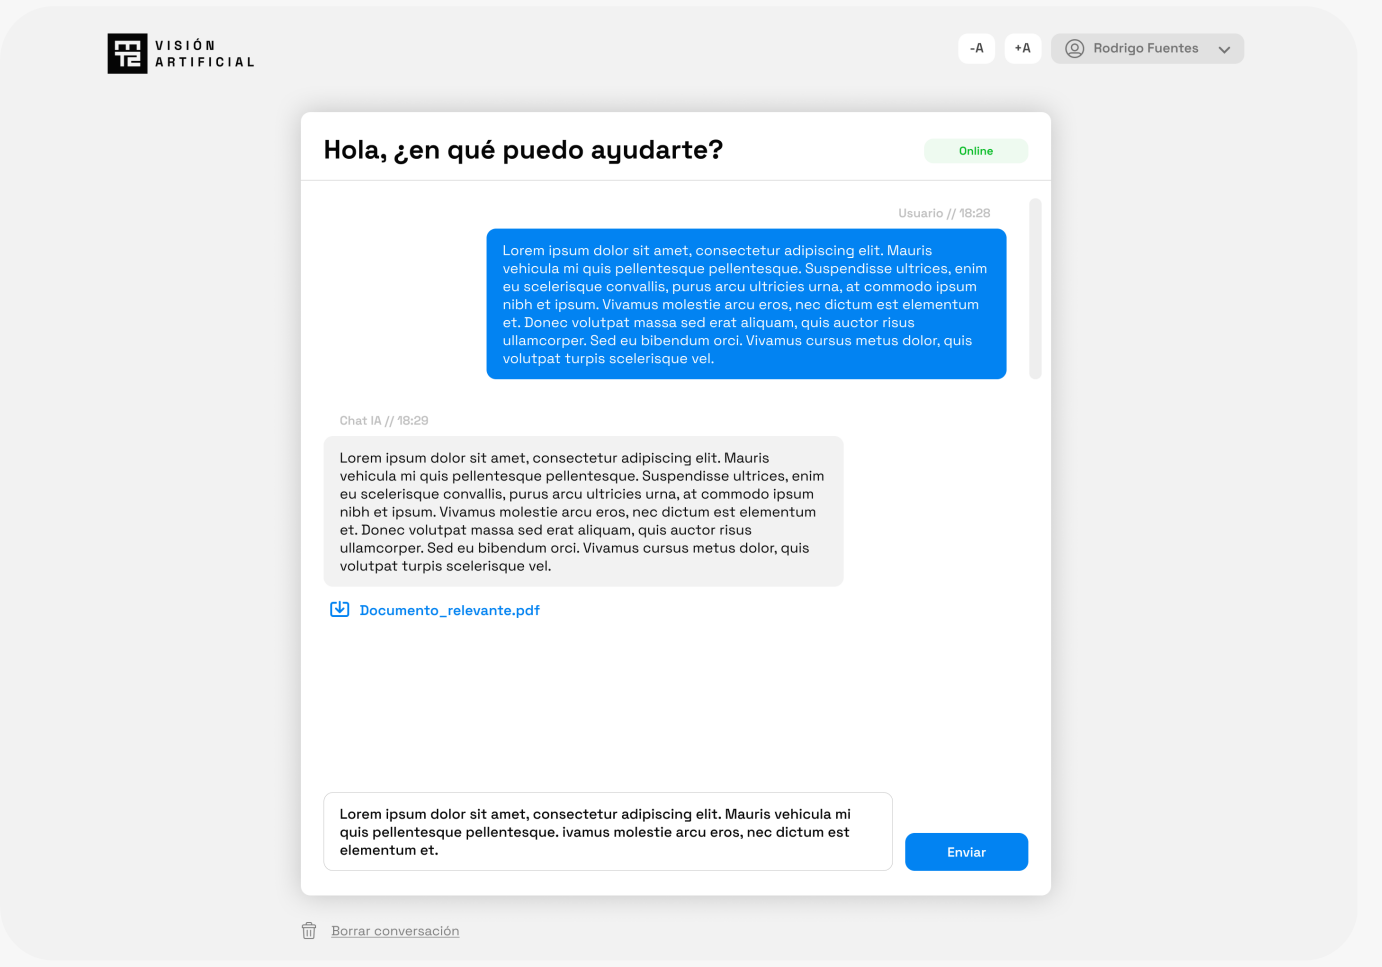 VISIÓN
ARTIFICIAL
-A
+A
Rodrigo Fuentes
Hola, ¿en qué puedo ayudarte?
Online
Usuario // 18:28
Lorem ipsum dolor sit amet, consectetur adipiscing elit. Mauris
vehicula mi quis pellentesque pellentesque. Suspendisse ultrices, enim
eu scelerisque convallis, purus arcu ultricies urna, at commodo ipsum
nibh et ipsum. Vivamus molestie arcu eros, nec dictum est elementum
et. Donec volutpat massa sed erat aliquam, quis auctor risus
ullamcorper. Sed eu bibendum orci. Vivamus cursus metus dolor, quis
volutpat turpis scelerisque vel.
Chat IA // 18:29
Lorem ipsum dolor sit amet, consectetur adipiscing elit. Mauris
vehicula mi quis pellentesque pellentesque. Suspendisse ultrices, enim
eu scelerisque convallis, purus arcu ultricies urna, at commodo ipsum
nibh et ipsum. Vivamus molestie arcu eros, nec dictum est elementum
et. Donec volutpat massa sed erat aliquam, quis auctor risus
ullamcorper. Sed eu bibendum orci. Vivamus cursus metus dolor, quis
volutpat turpis scelerisque vel.
Documento_relevante.pdf
Lorem ipsum dolor sit amet, consectetur adipiscing elit. Mauris vehicula mi
quis pellentesque pellentesque. ivamus molestie arcu eros, nec dictum est
elementum et.
Enviar
Borrar conversación